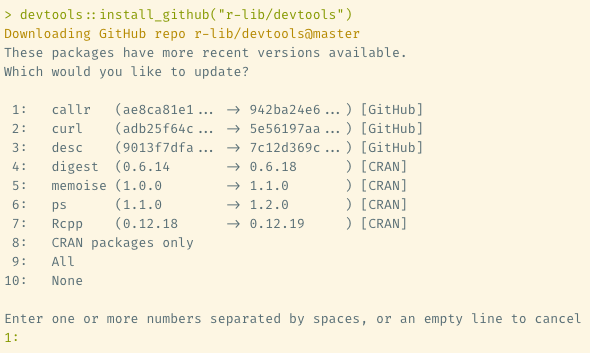 > devtools::install_github("r-lib/devtools")
Downloading GitHub repo r-lib/devtools@master
These packages have more recent versions available.
Which would you like to update?

 1:   callr   (ae8ca81e1... -> 942ba24e6...) [GitHub]
 2:   curl    (adb25f64c... -> 5e56197aa...) [GitHub]
 3:   desc    (9013f7dfa... -> 7c12d369c...) [GitHub]
 4:   digest  (0.6.14       -> 0.6.18      ) [CRAN]
 5:   memoise (1.0.0        -> 1.1.0       ) [CRAN]
 6:   ps      (1.1.0        -> 1.2.0       ) [CRAN]
 7:   Rcpp    (0.12.18      -> 0.12.19     ) [CRAN]
 8:   CRAN packages only
 9:   All
10:   None

Enter one or more numbers separated by spaces, or an empty line to cancel
1: